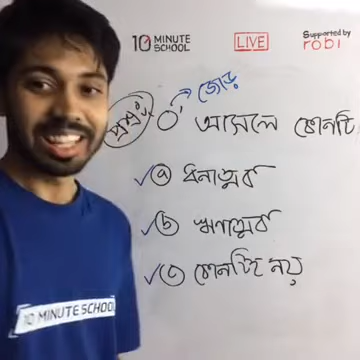 10 MINUTE SCHOOL
LIVE
Supported by
robi
প্রশ্নঃ
০' → জোড়
আসলে কোনটি
a ধনাত্মক
b ঋণাত্মক
c কোনটিই নয়
10 MINUTE SCHOOL